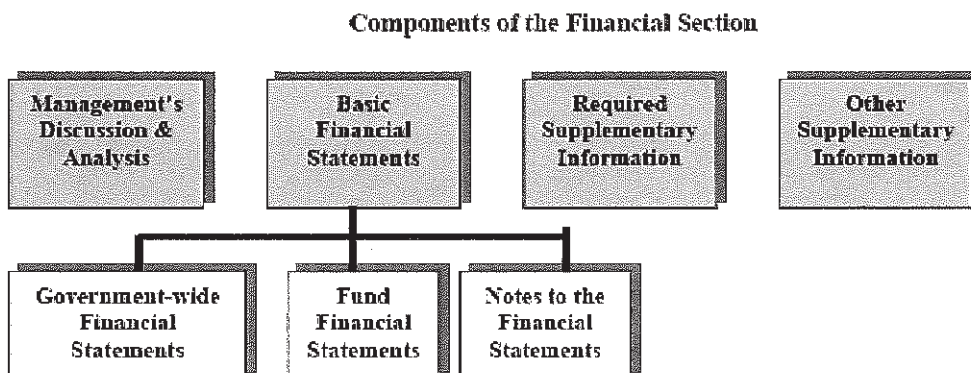 Components of the Financial Section
Management's
Discussion &
Analysis
Basic
Financial
Statements
Required
Supplementary
Information
Other
Supplementary
Information
Government-wide
Financial
Statements
Fund
Financial
Statements
Notes to the
Financial
Statements